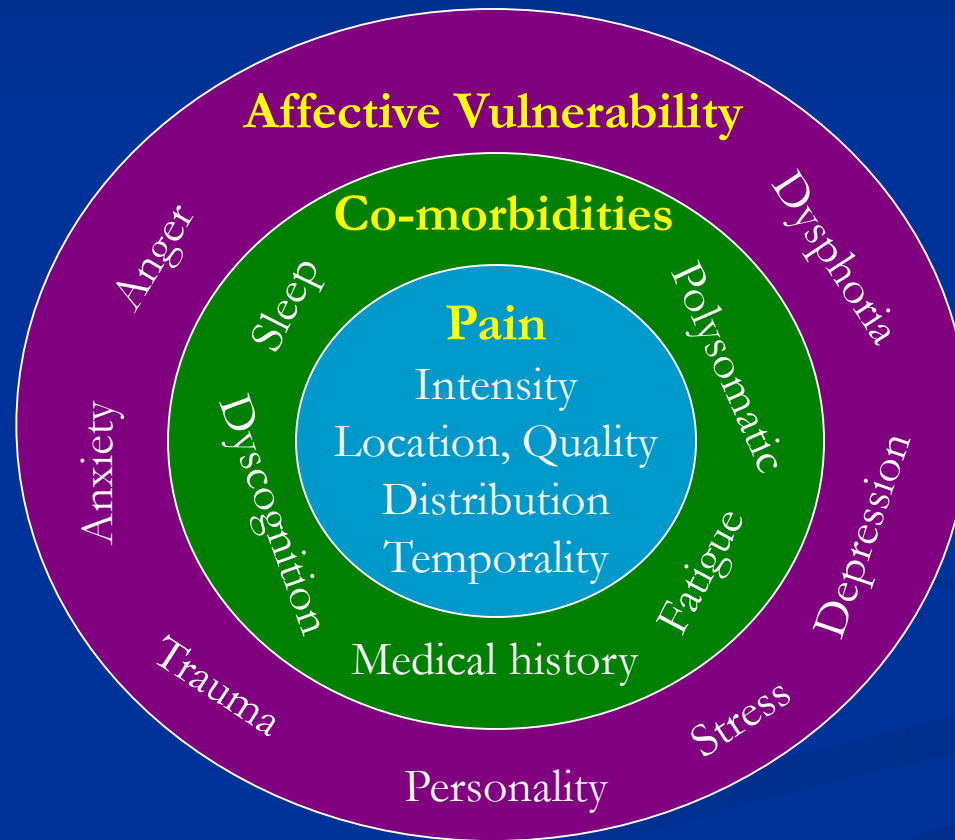 Affective Vulnerability
Anger
Dysphoria
Anxiety
Depression
Trauma
Stress
Personality
Co-morbidities
Sleep
Polysomatic
Dyscognition
Fatigue
Medical history
Pain
Intensity
Location, Quality
Distribution
Temporality